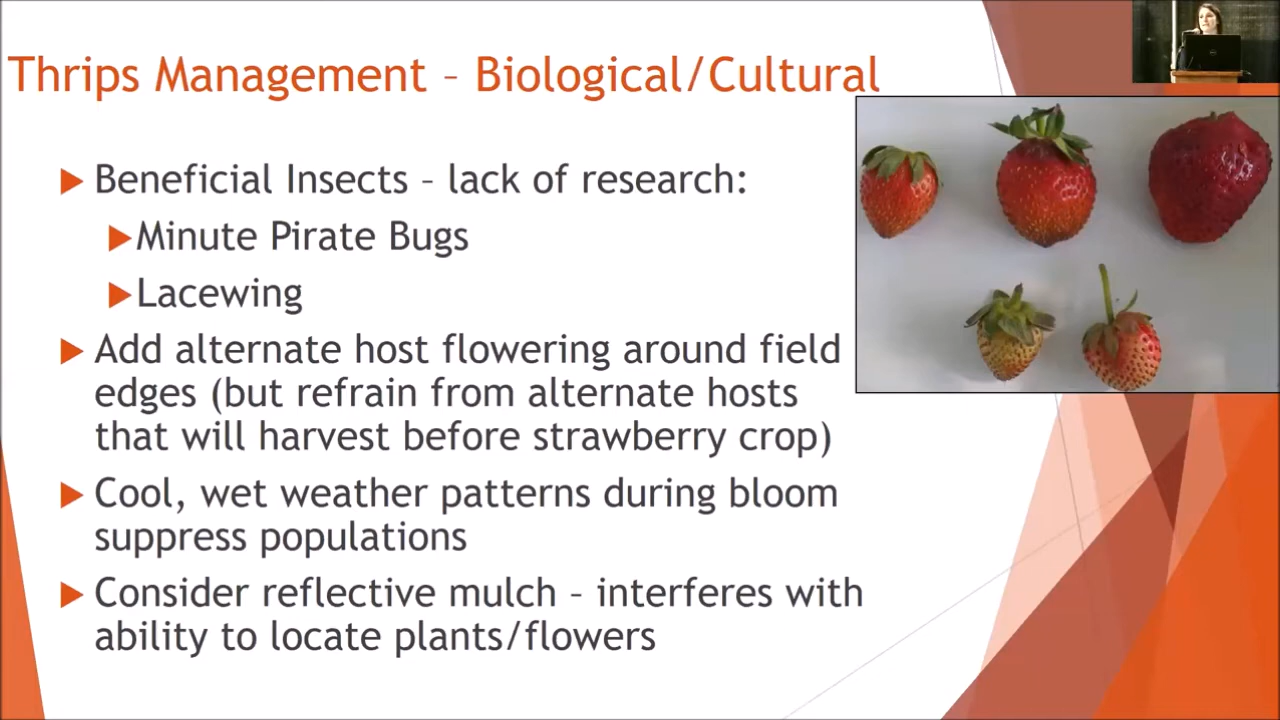 Thrips Management – Biological/Cultural
Beneficial Insects – lack of research:
Minute Pirate Bugs
Lacewing
Add alternate host flowering around field
edges (but refrain from alternate hosts
that will harvest before strawberry crop)
Cool, wet weather patterns during bloom
suppress populations
Consider reflective mulch – interferes with
ability to locate plants/flowers